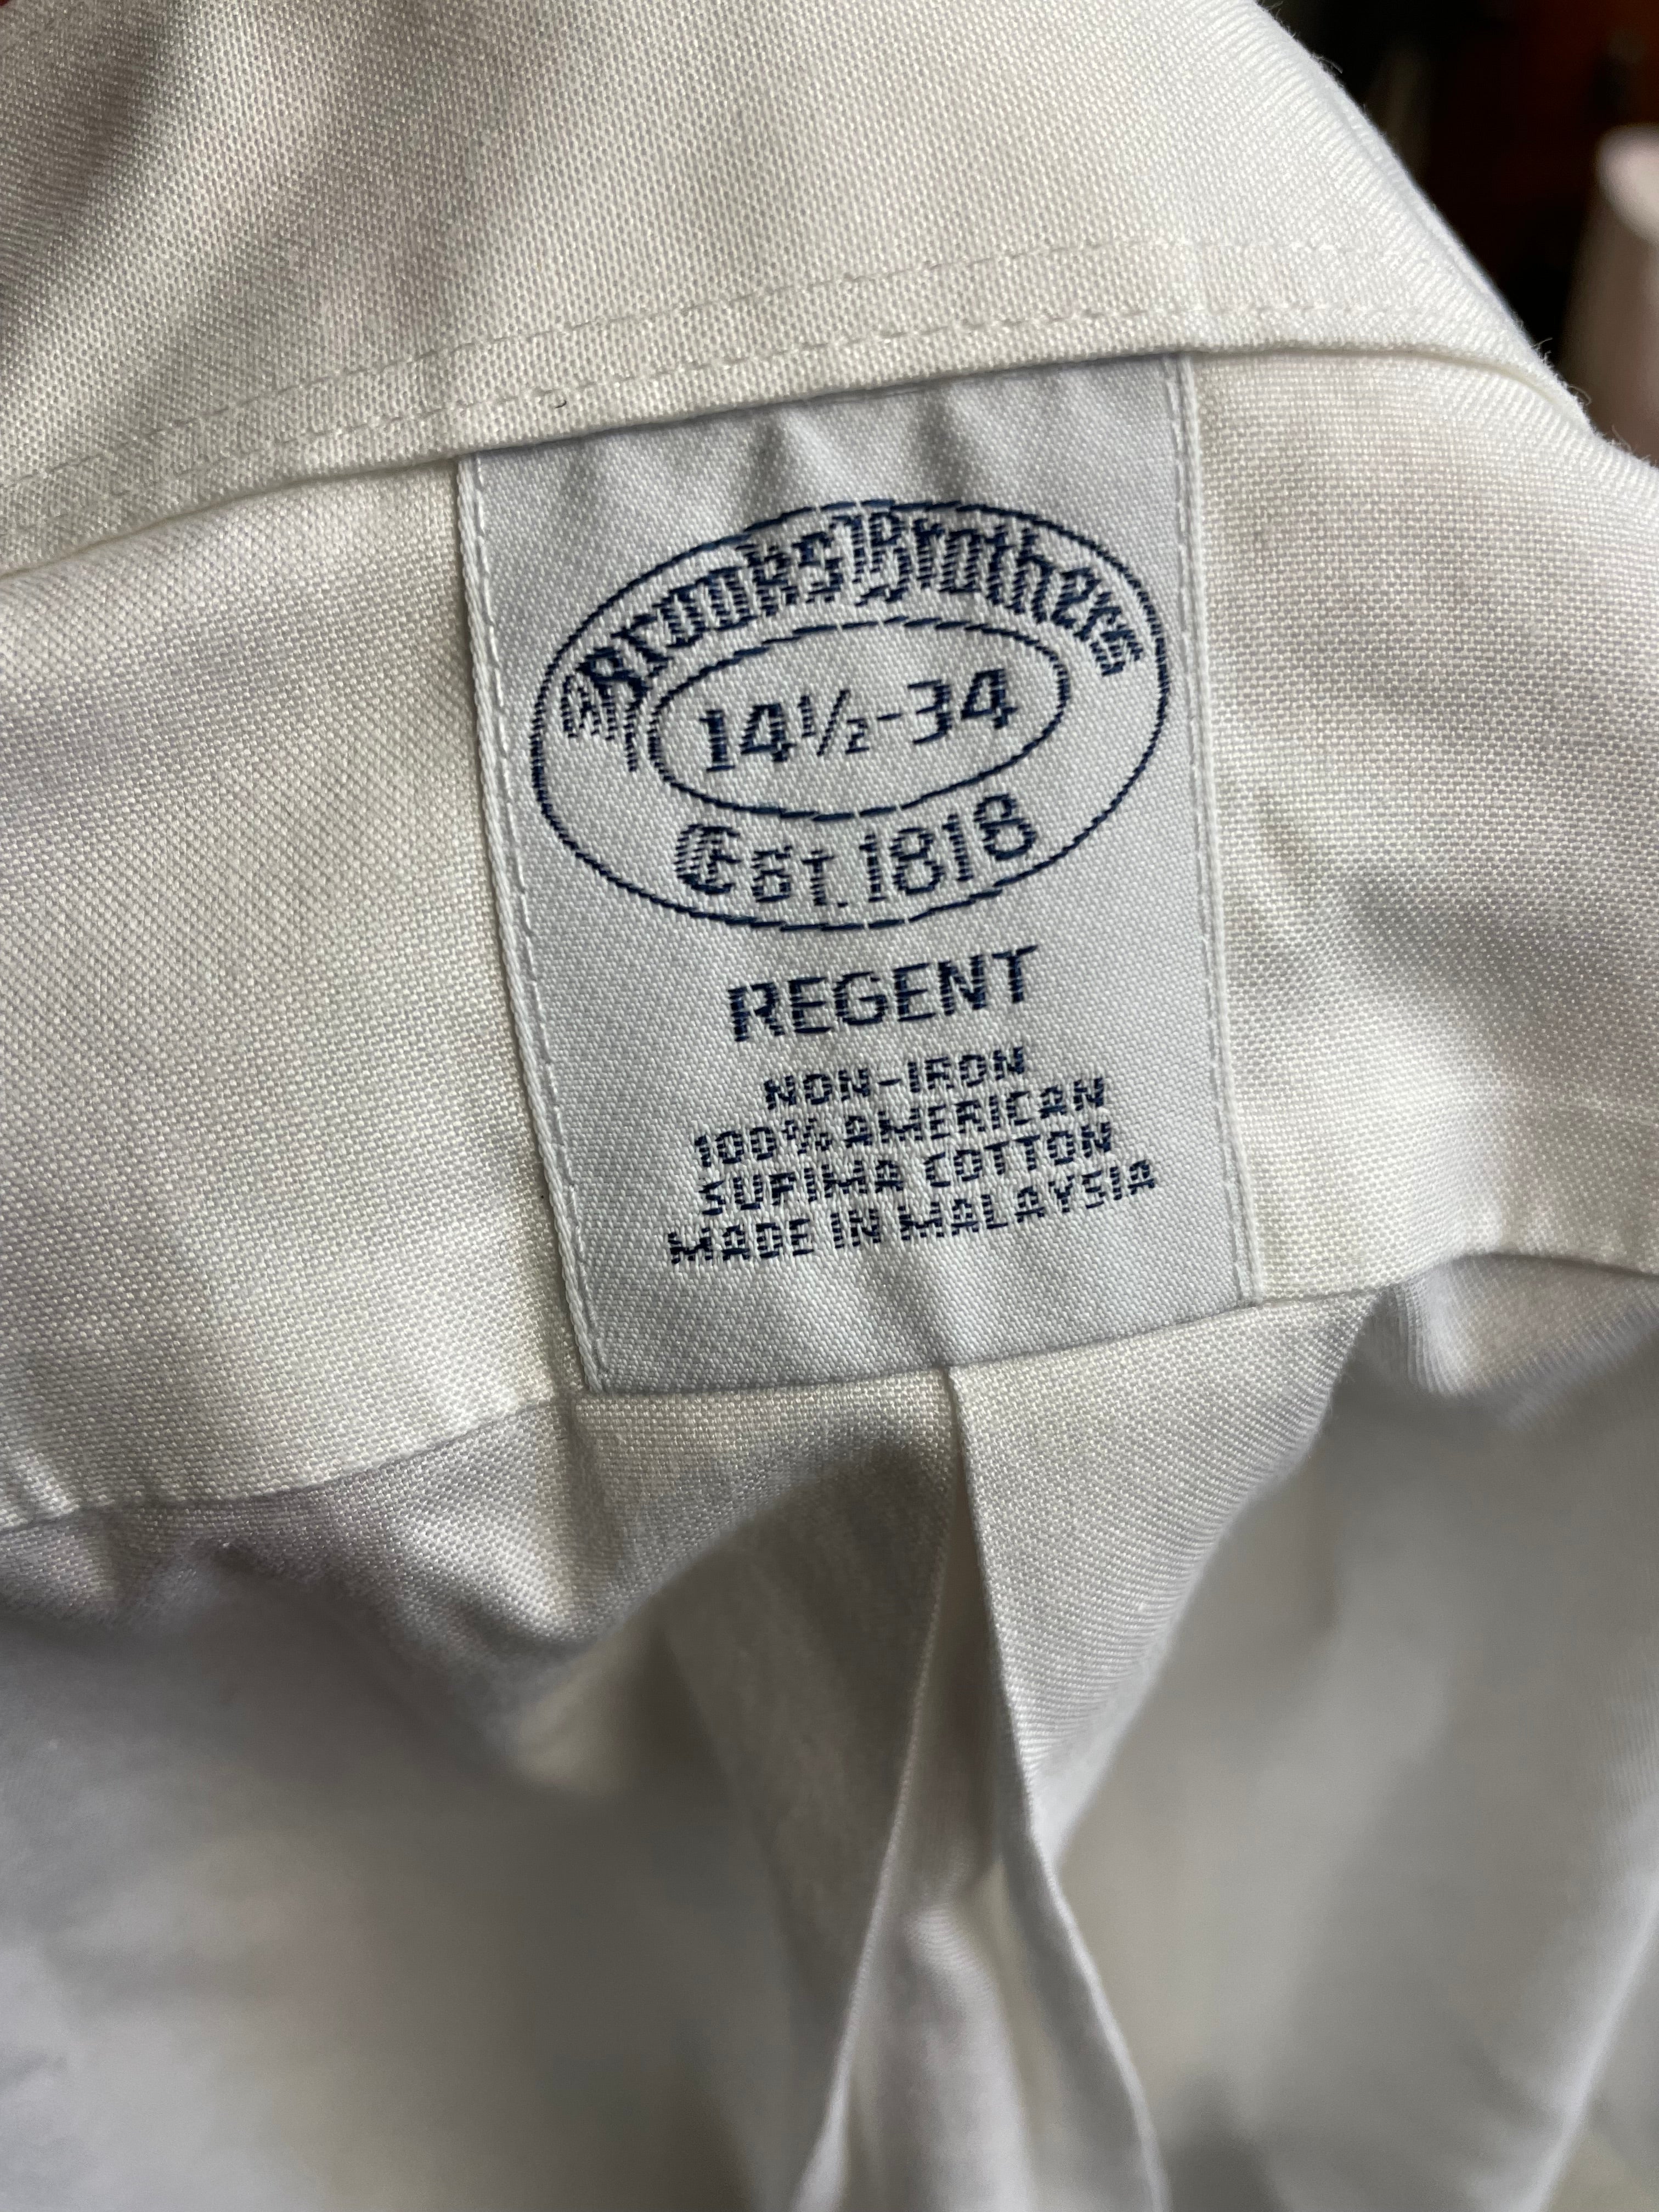 Brooks Brothers
14½-34
Est. 1818
REGENT
NON-IRON
100% AMERICAN
SUPIMA COTTON
MADE IN MALAYSIA